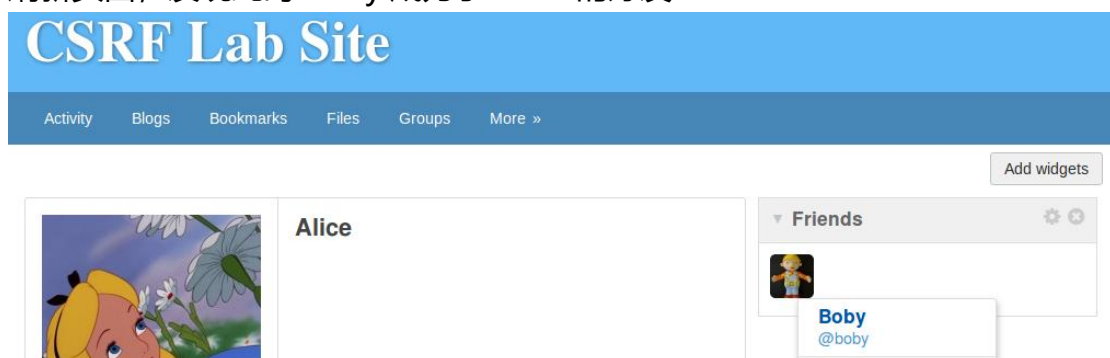 CSRF Lab Site
Activity Blogs Bookmarks Files Groups More »
Add widgets
Alice
Friends
Boby
@boby